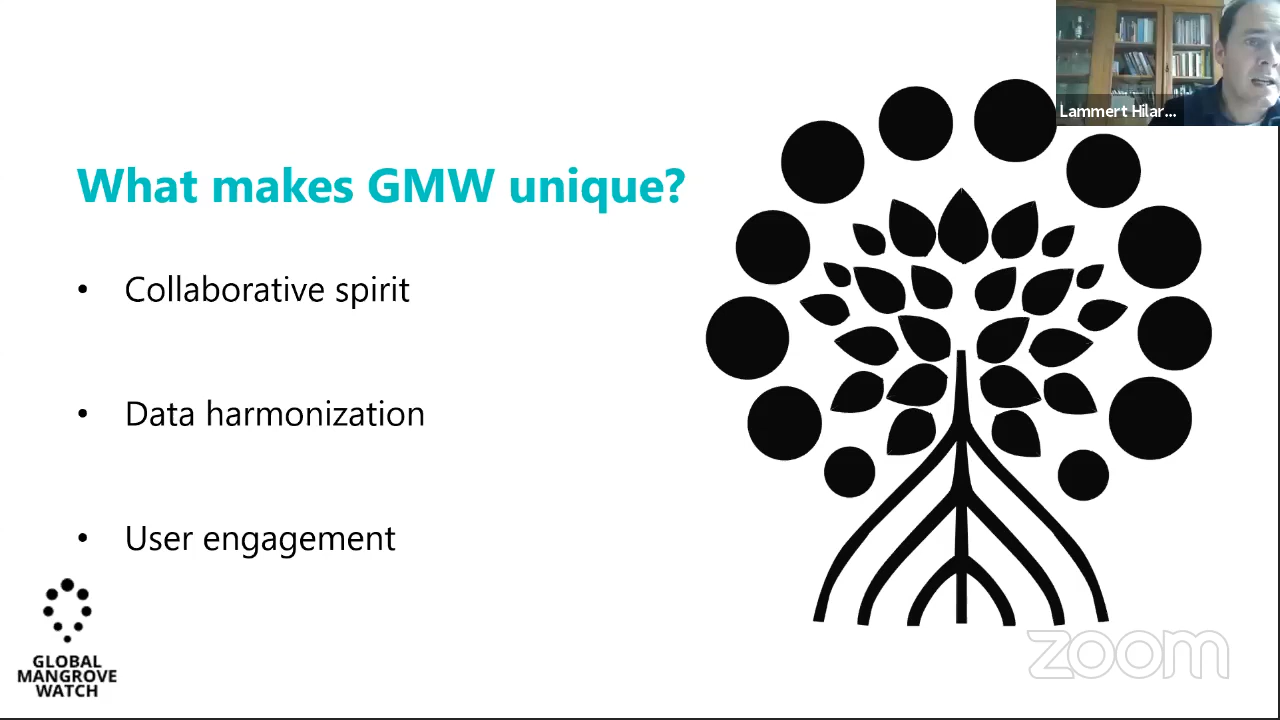 Lammert Hilar...
What makes GMW unique?
• Collaborative spirit
• Data harmonization
• User engagement
GLOBAL
MANGROVE
WATCH
zoom